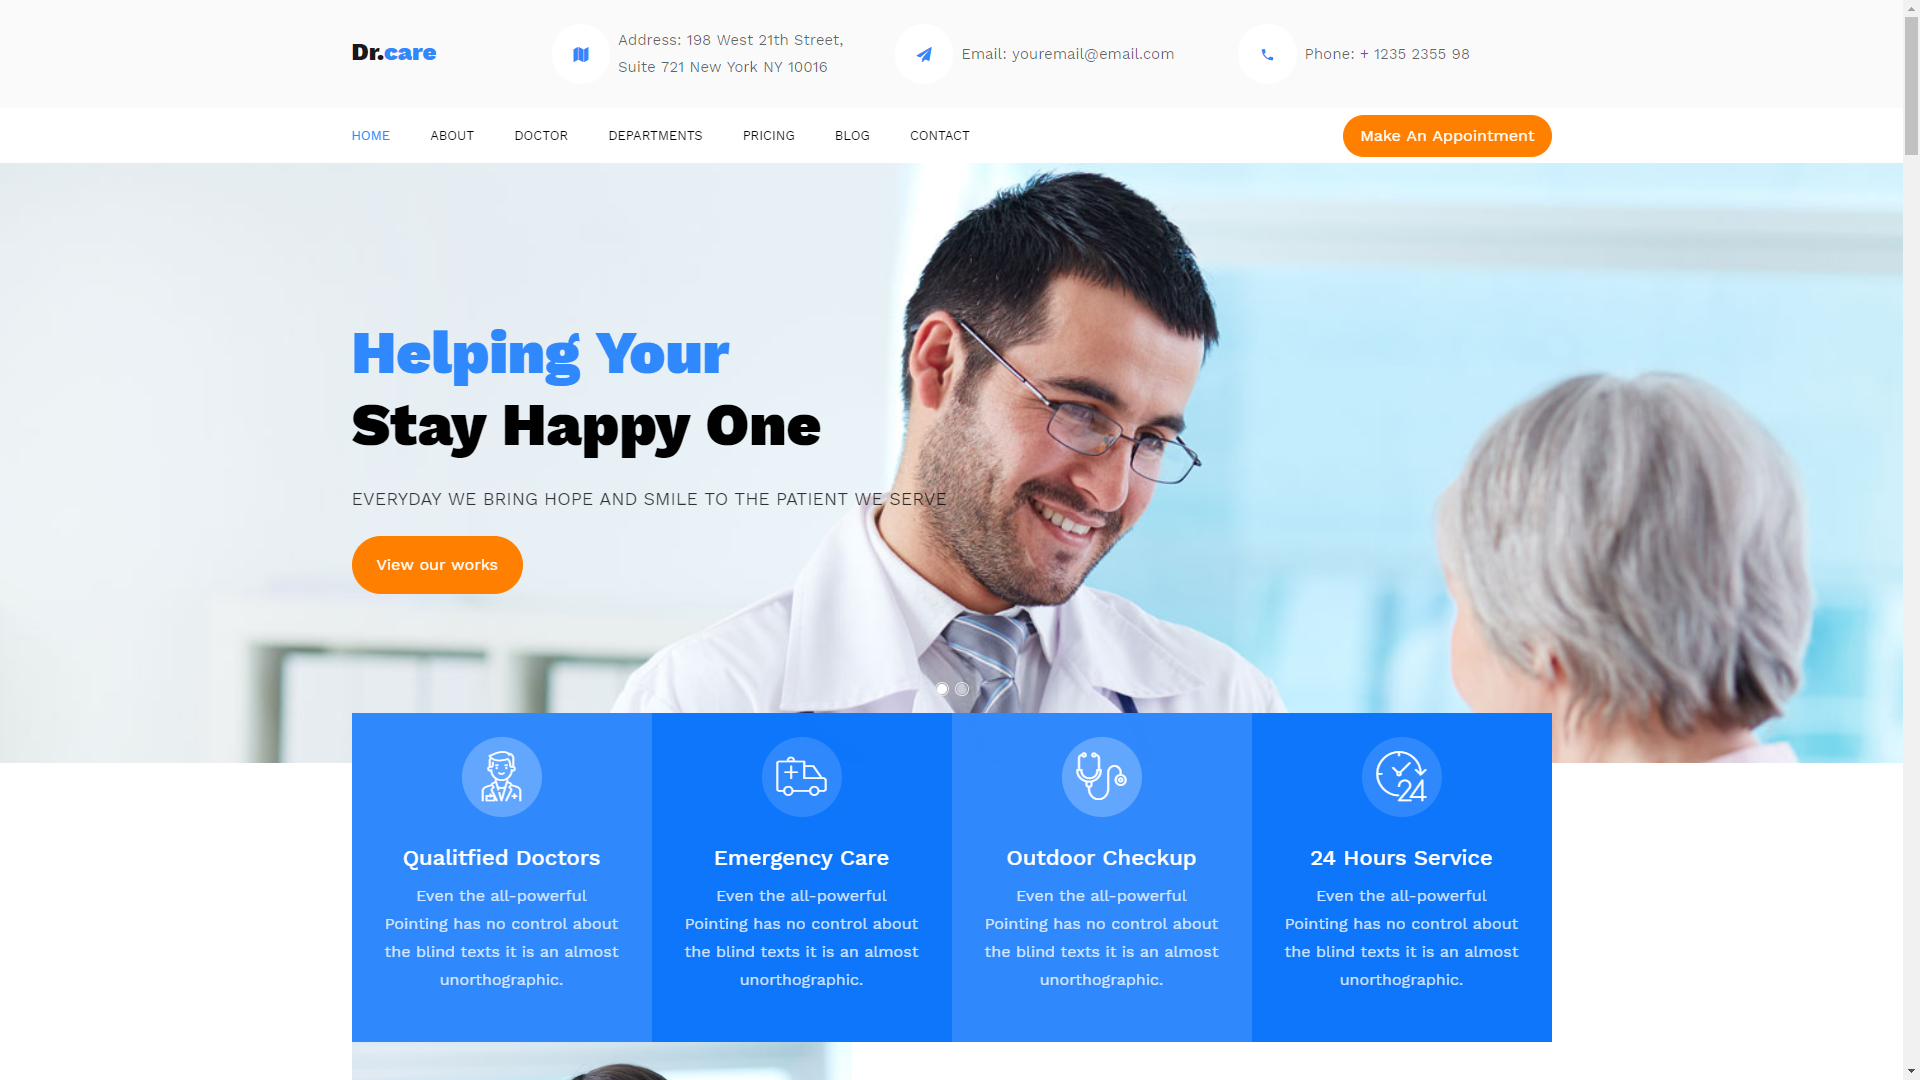 Dr.care
Address: 198 West 21th Street,
Suite 721 New York NY 10016
Email: youremail@email.com
Phone: + 1235 2355 98
HOME
ABOUT
DOCTOR
DEPARTMENTS
PRICING
BLOG
CONTACT
Make An Appointment
Helping Your
Stay Happy One
EVERYDAY WE BRING HOPE AND SMILE TO THE PATIENT WE SERVE
View our works
Qualitfied Doctors
Even the all-powerful
Pointing has no control about
the blind texts it is an almost
unorthographic.
Emergency Care
Even the all-powerful
Pointing has no control about
the blind texts it is an almost
unorthographic.
Outdoor Checkup
Even the all-powerful
Pointing has no control about
the blind texts it is an almost
unorthographic.
24
24 Hours Service
Even the all-powerful
Pointing has no control about
the blind texts it is an almost
unorthographic.